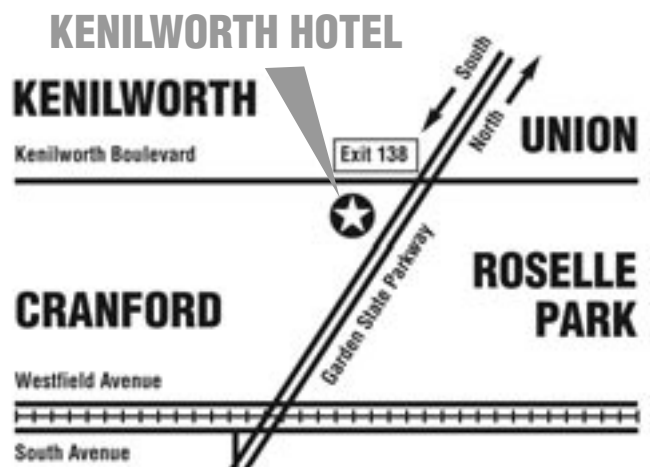 KENILWORTH HOTEL
South
KENILWORTH
North
UNION
Kenilworth Boulevard
Exit 138
Garden State Parkway
ROSELLE
PARK
CRANFORD
Westfield Avenue
South Avenue